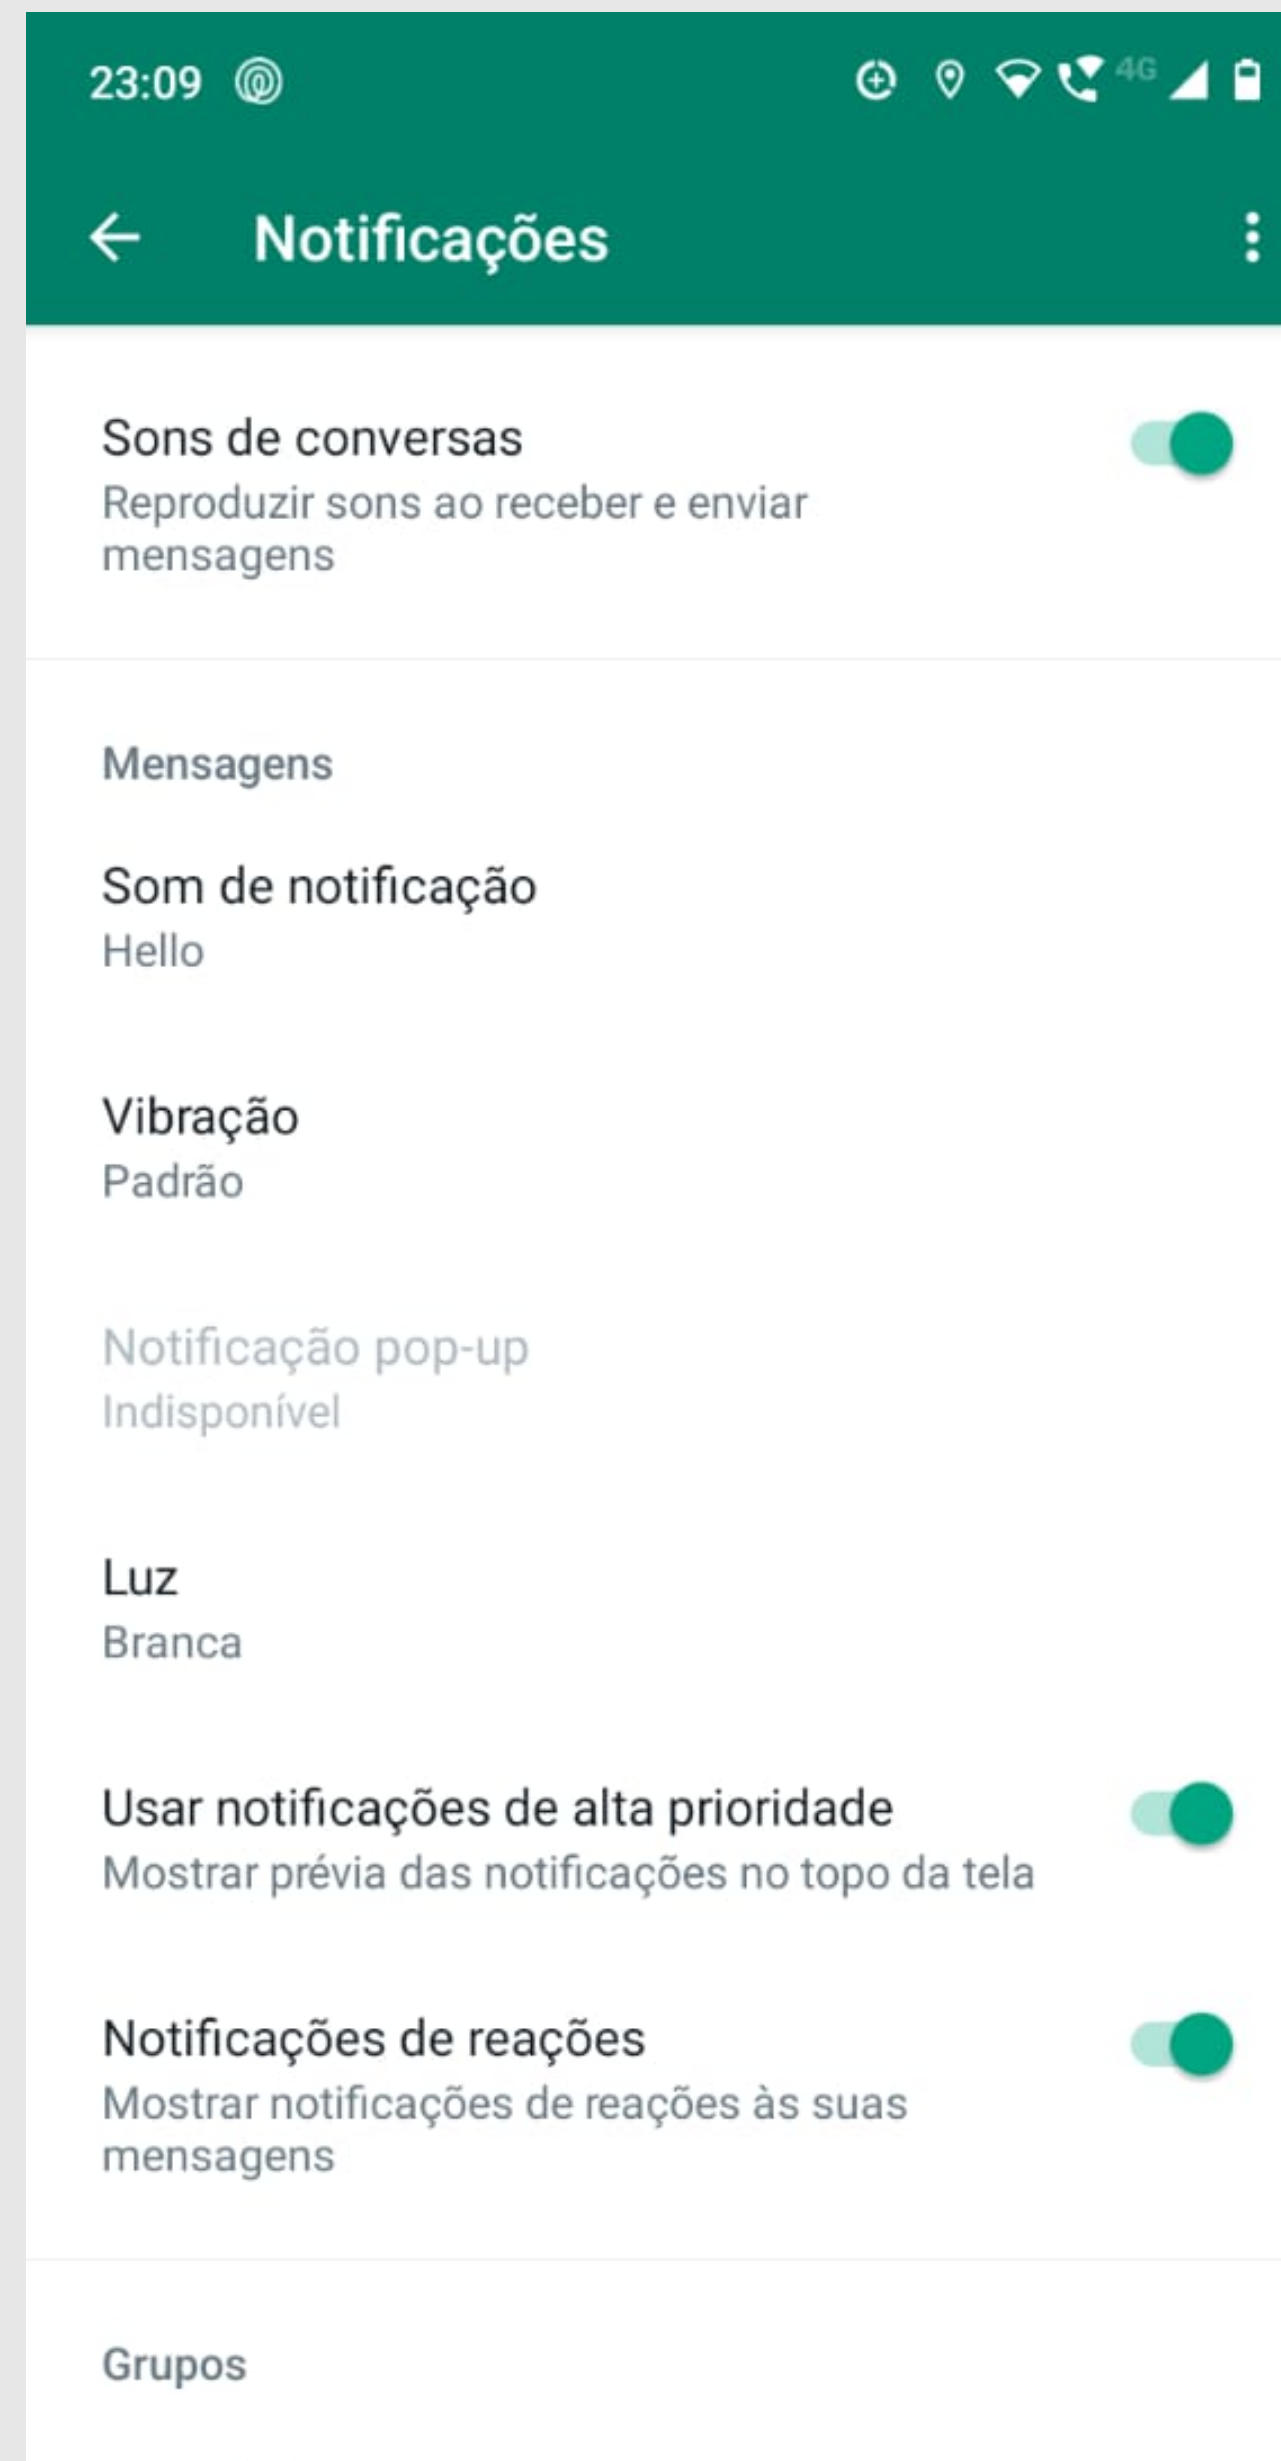 23:09
4G
Notificações
Sons de conversas
Reproduzir sons ao receber e enviar
mensagens
Mensagens
Som de notificação
Hello
Vibração
Padrão
Notificação pop-up
Indisponível
Luz
Branca
Usar notificações de alta prioridade
Mostrar prévia das notificações no topo da tela
Notificações de reações
Mostrar notificações de reações às suas
mensagens
Grupos